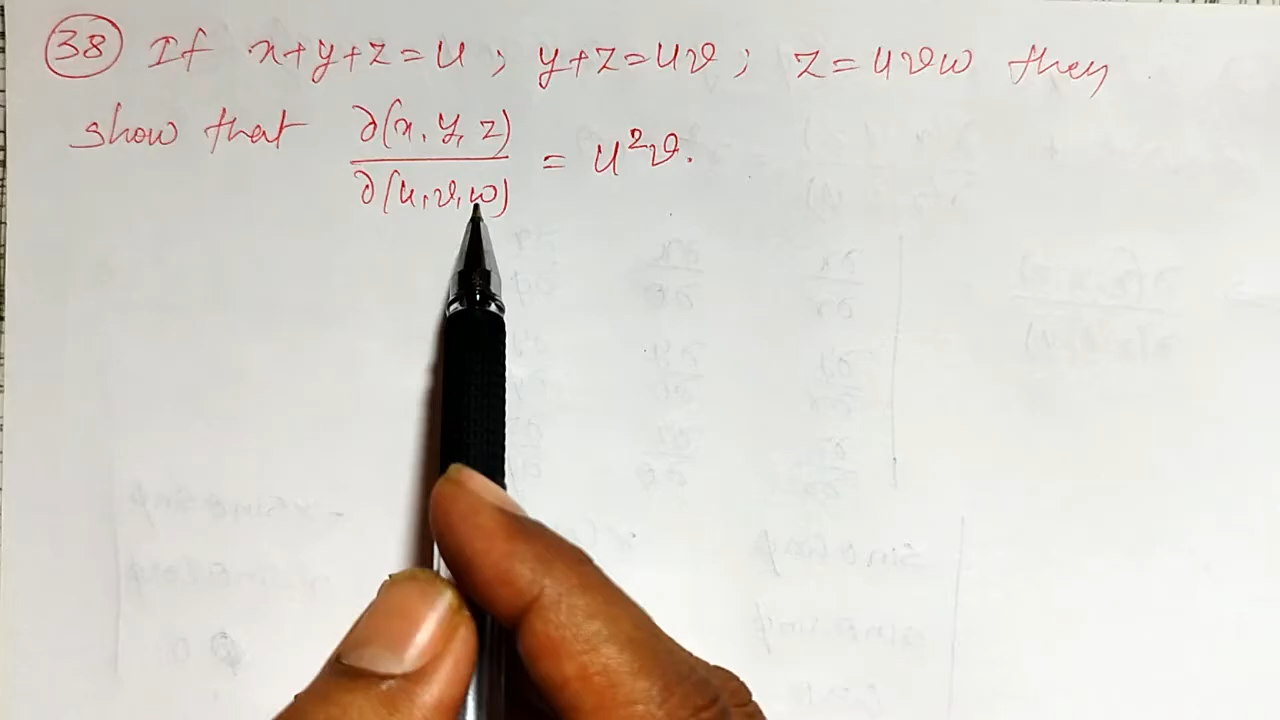 38 If x+y+z=u ; y+z=uv ; z=uvw then
show that ∂(x, y, z)/∂(u,v,w) = u²v.